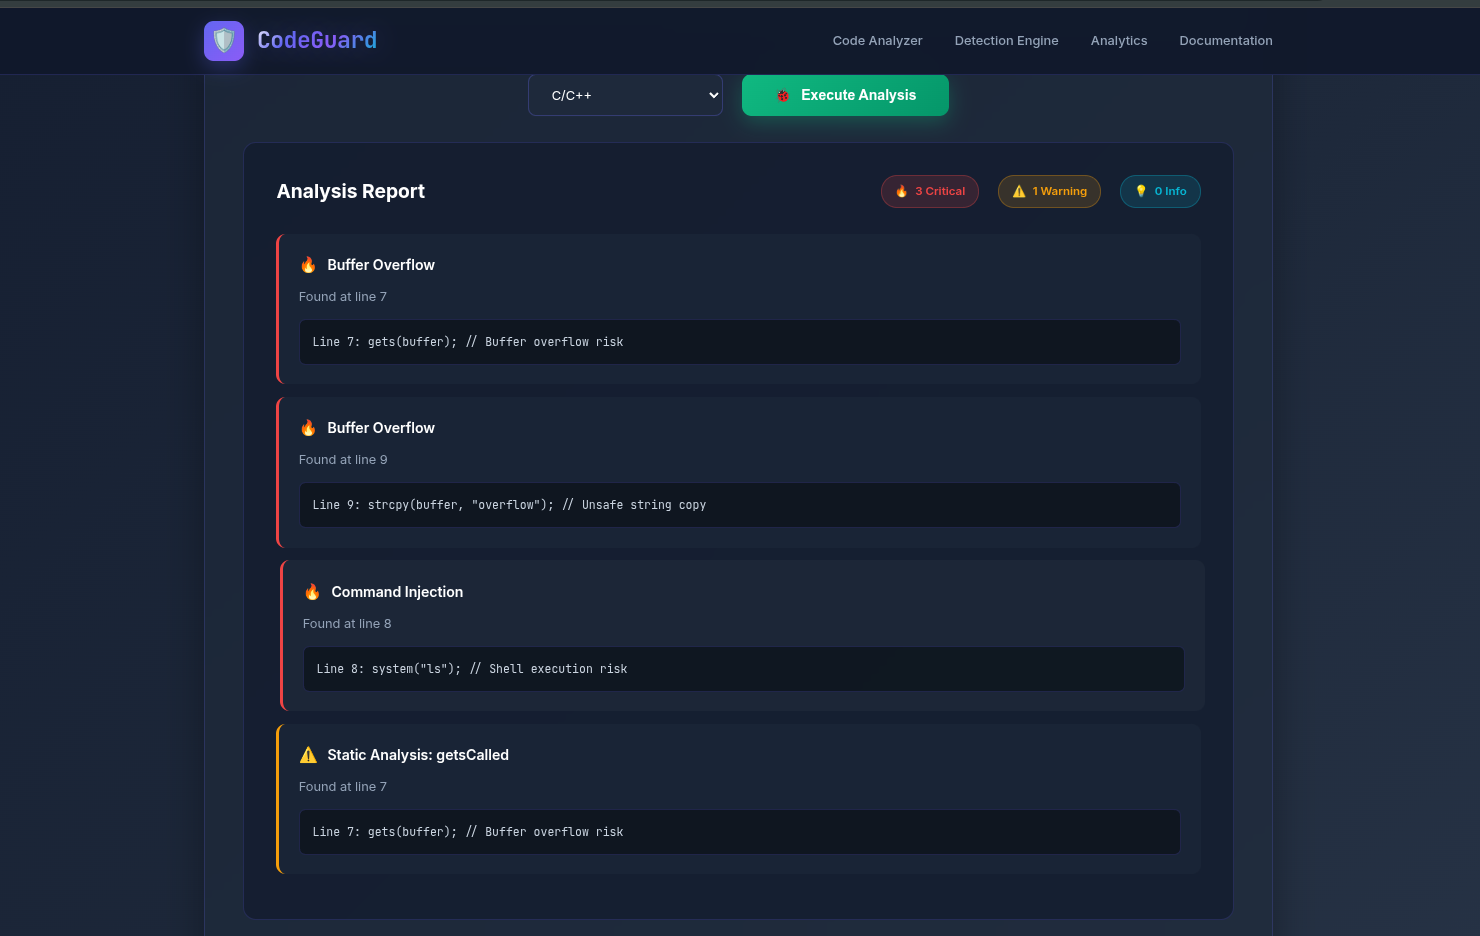 CodeGuard
Code Analyzer
Detection Engine
Analytics
Documentation
C/C++
Execute Analysis
Analysis Report
3 Critical
1 Warning
0 Info
Buffer Overflow
Found at line 7
Line 7: gets(buffer); // Buffer overflow risk
Buffer Overflow
Found at line 9
Line 9: strcpy(buffer, "overflow"); // Unsafe string copy
Command Injection
Found at line 8
Line 8: system("ls"); // Shell execution risk
Static Analysis: getsCalled
Found at line 7
Line 7: gets(buffer); // Buffer overflow risk